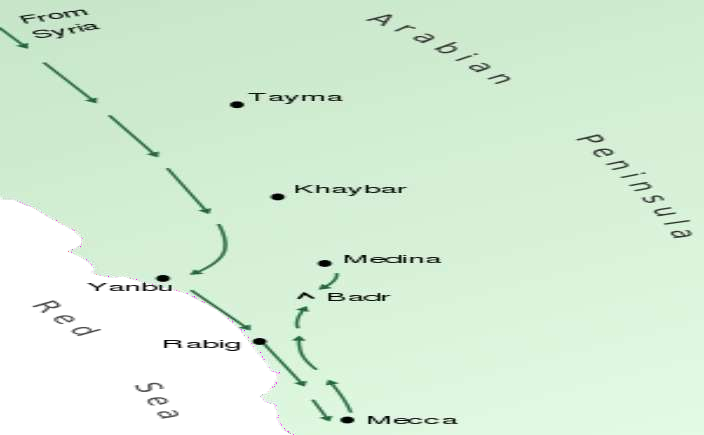 From
Syria
Arabian
Peninsula
Tayma
Khaybar
Medina
Badr
Yanbu
Rabig
Mecca
Red
Sea